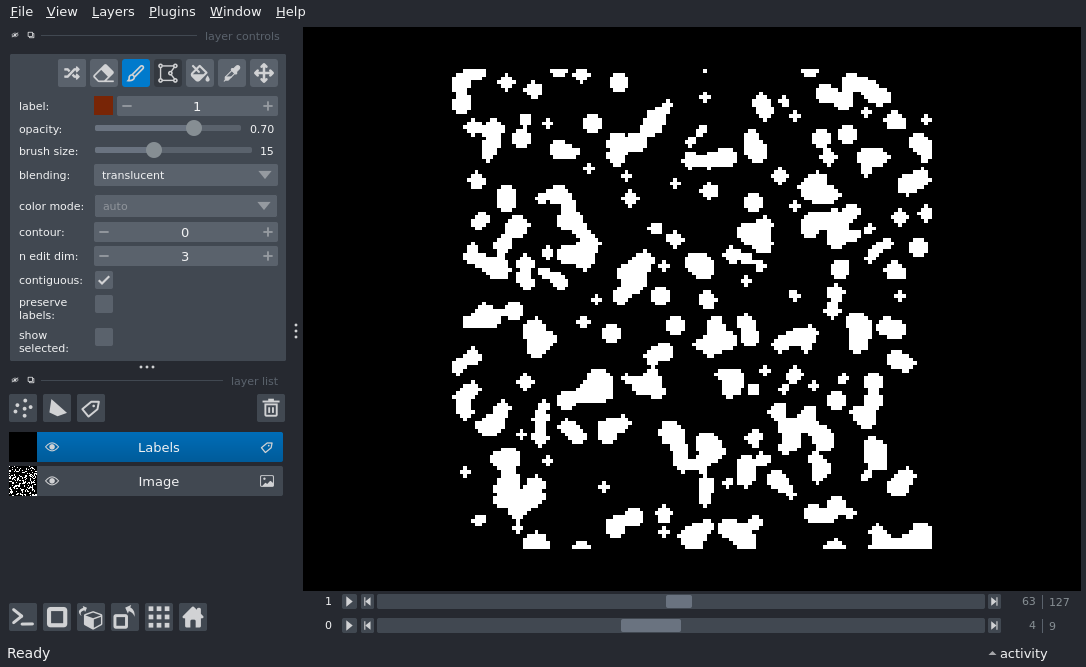 File View Layers Plugins Window Help
layer controls
label: 1
opacity: 0.70
brush size: 15
blending: translucent
color mode: auto
contour: 0
n edit dim: 3
contiguous:
preserve
labels:
show
selected:
layer list
Labels
Image
1 63 127
0 4 9
Ready activity